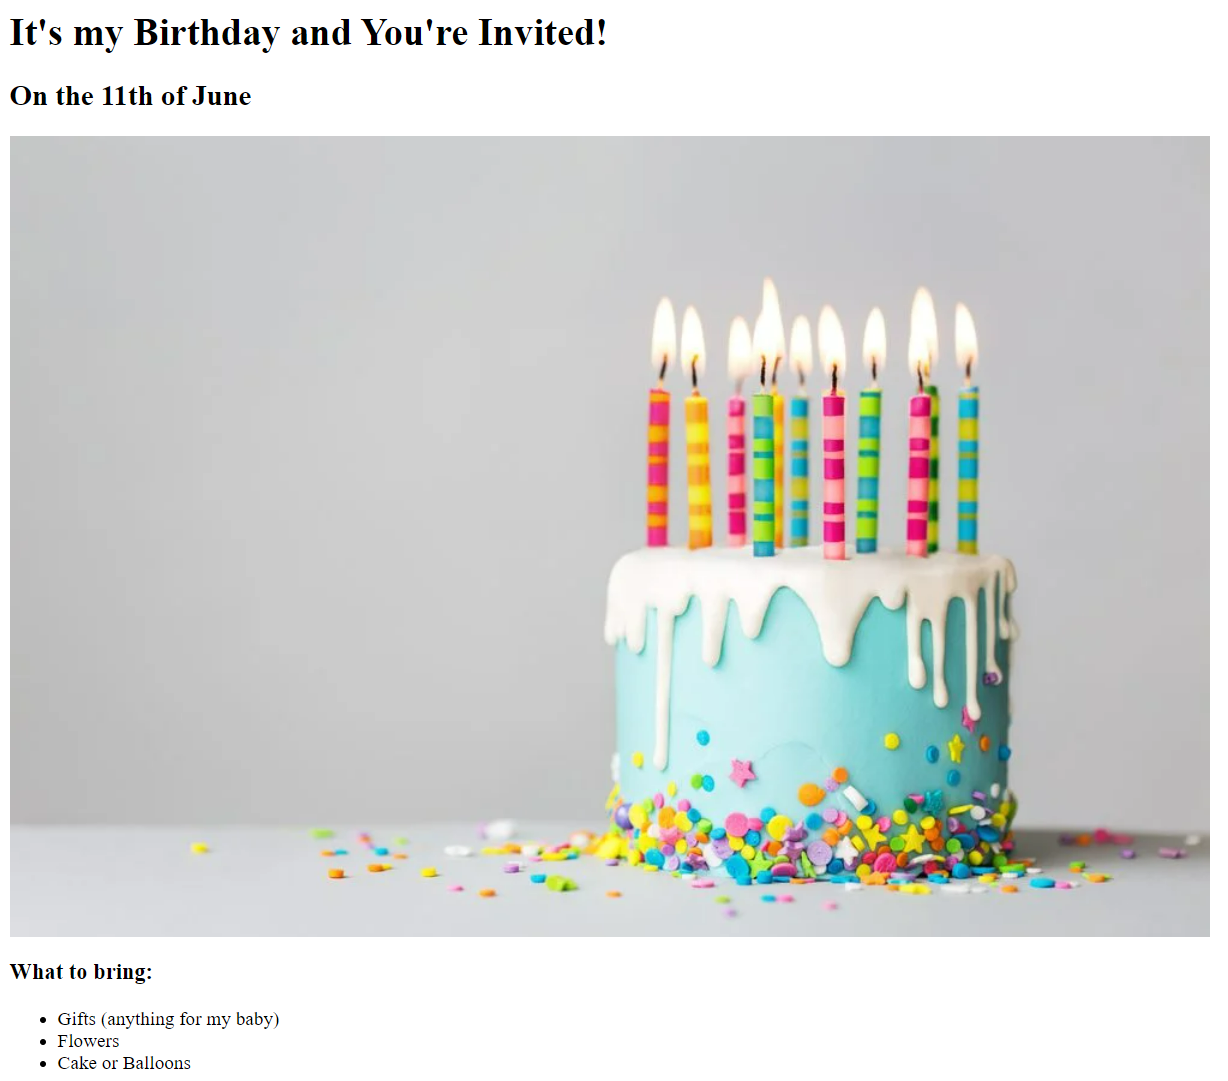 It's my Birthday and You're Invited!
On the 11th of June
What to bring:
Gifts (anything for my baby)
Flowers
Cake or Balloons